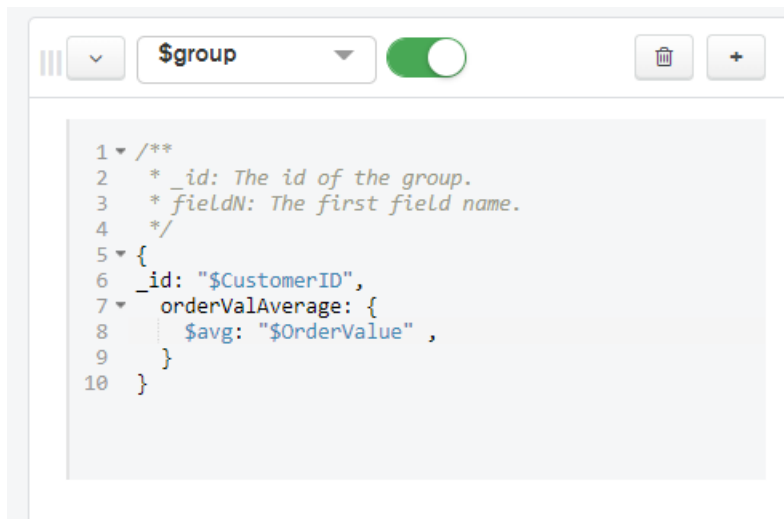 $group
1 /**
2  * _id: The id of the group.
3  * fieldN: The first field name.
4  */
5 {
6 _id: "$CustomerID",
7   orderValAverage: {
8     $avg: "$OrderValue" ,
9   }
10 }